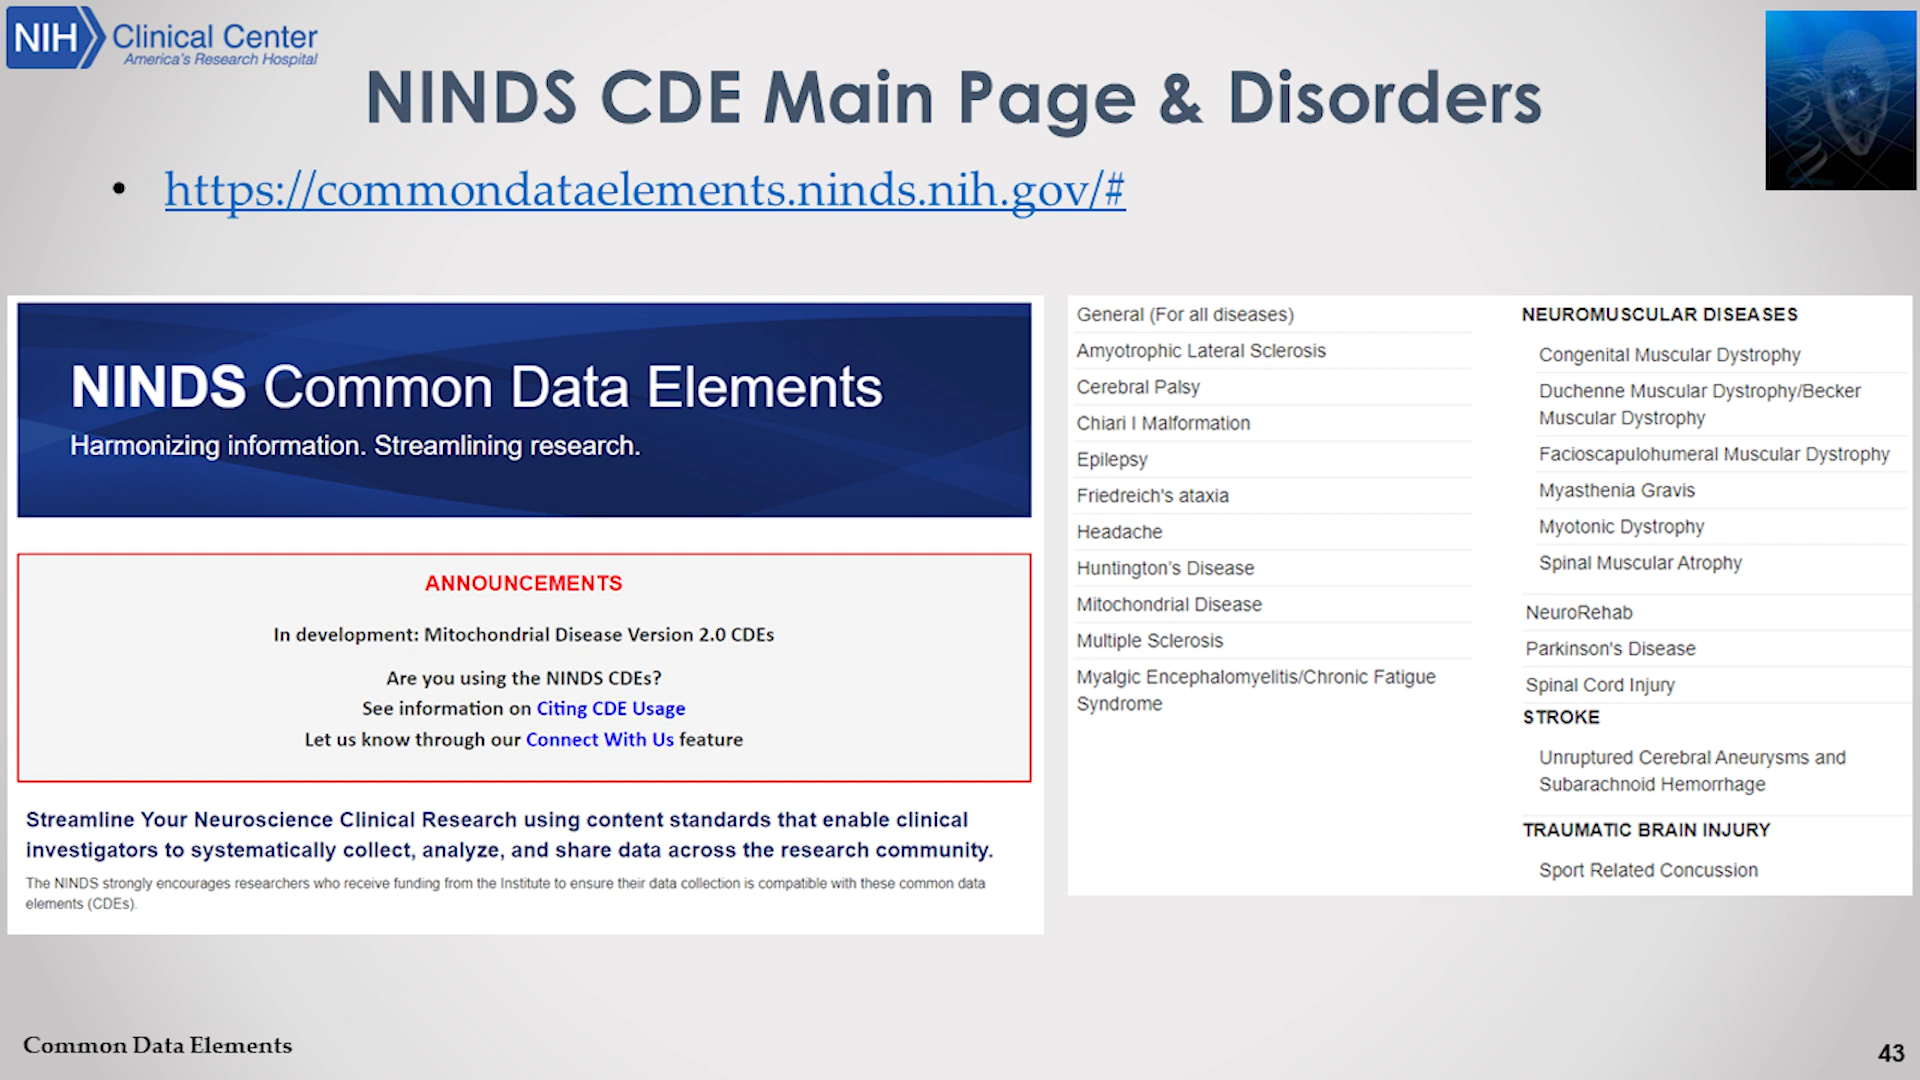 NIH Clinical Center
America's Research Hospital
NINDS CDE Main Page & Disorders
• https://commondataelements.ninds.nih.gov/#
NINDS Common Data Elements
Harmonizing information. Streamlining research.
ANNOUNCEMENTS
In development: Mitochondrial Disease Version 2.0 CDEs
Are you using the NINDS CDEs?
See information on Citing CDE Usage
Let us know through our Connect With Us feature
Streamline Your Neuroscience Clinical Research using content standards that enable clinical
investigators to systematically collect, analyze, and share data across the research community.
The NINDS strongly encourages researchers who receive funding from the Institute to ensure their data collection is compatible with these common data
elements (CDEs).
General (For all diseases)
Amyotrophic Lateral Sclerosis
Cerebral Palsy
Chiari I Malformation
Epilepsy
Friedreich's ataxia
Headache
Huntington’s Disease
Mitochondrial Disease
Multiple Sclerosis
Myalgic Encephalomyelitis/Chronic Fatigue
Syndrome
NEUROMUSCULAR DISEASES
Congenital Muscular Dystrophy
Duchenne Muscular Dystrophy/Becker
Muscular Dystrophy
Facioscapulohumeral Muscular Dystrophy
Myasthenia Gravis
Myotonic Dystrophy
Spinal Muscular Atrophy
NeuroRehab
Parkinson's Disease
Spinal Cord Injury
STROKE
Unruptured Cerebral Aneurysms and
Subarachnoid Hemorrhage
TRAUMATIC BRAIN INJURY
Sport Related Concussion
Common Data Elements
43